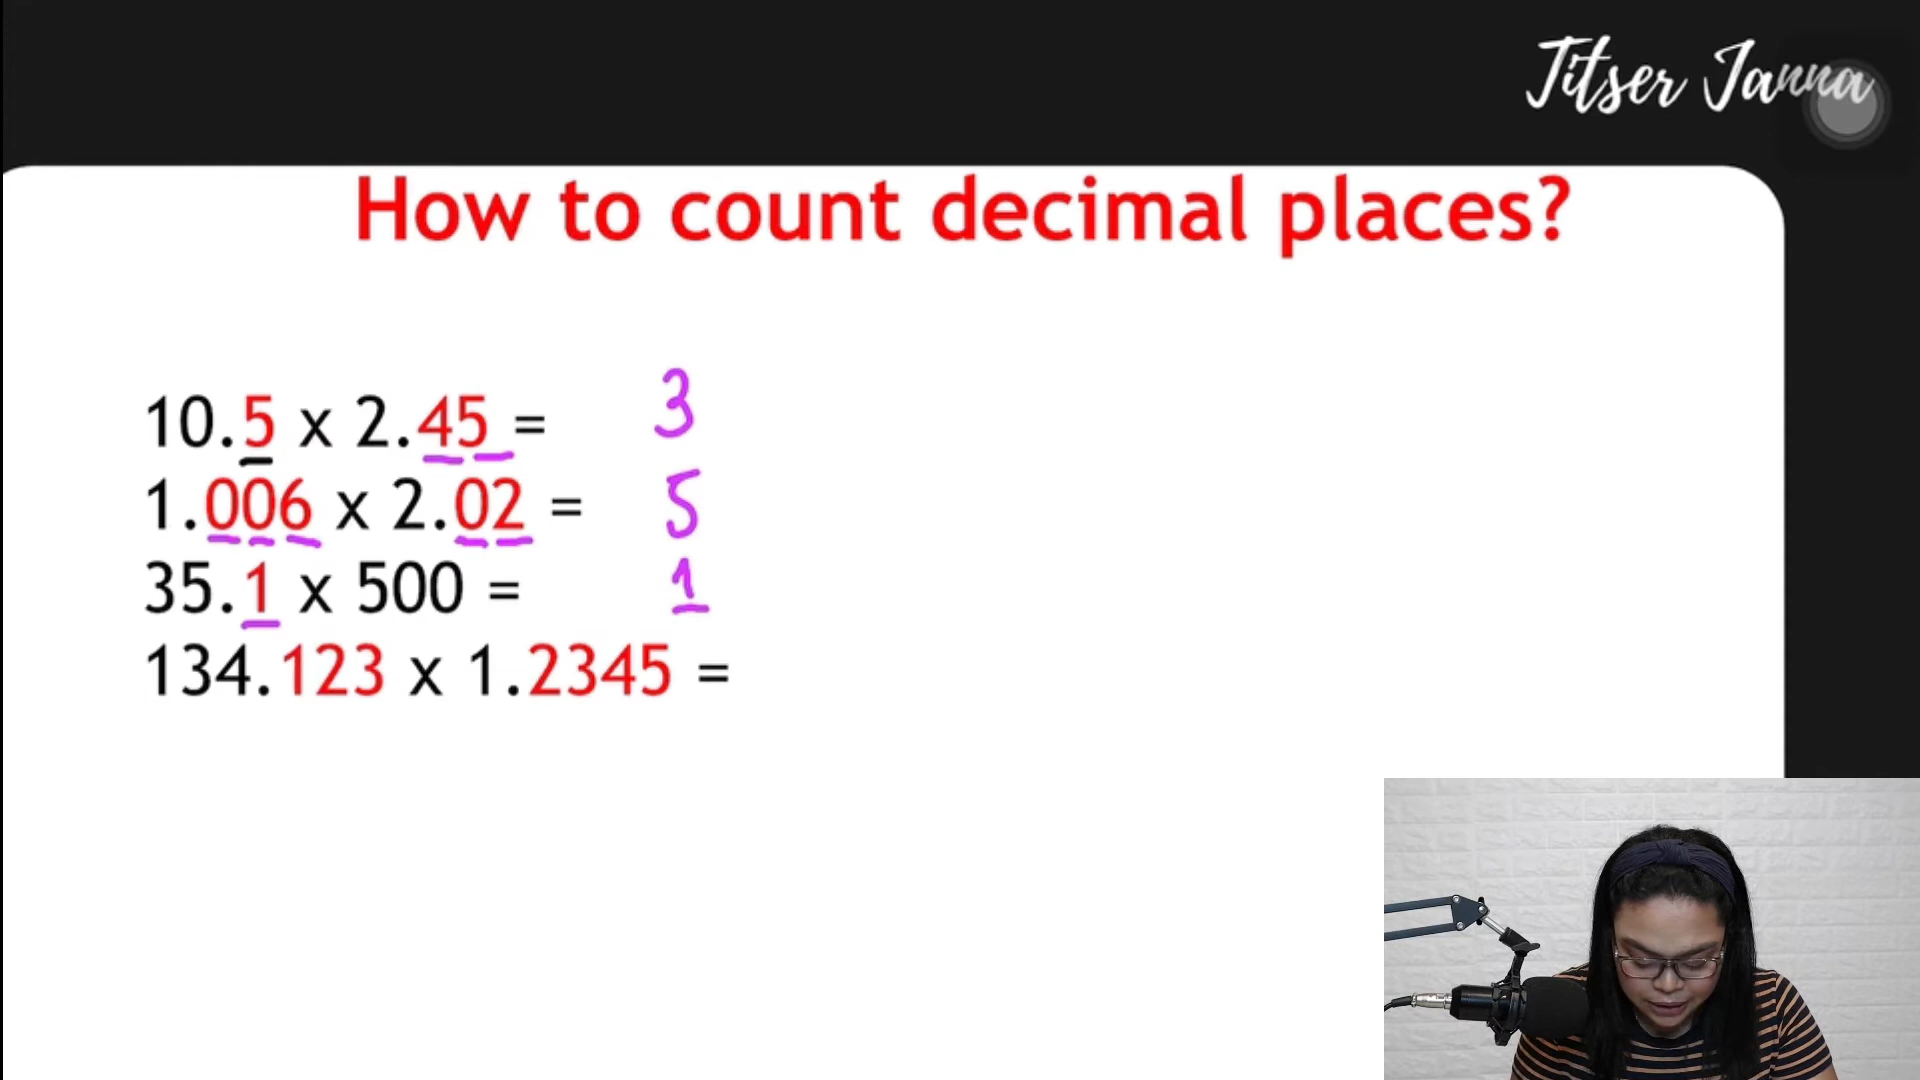 Titser Janna
How to count decimal places?
10.5 x 2.45 = 3
1.006 x 2.02 = 5
35.1 x 500 = 1
134.123 x 1.2345 =